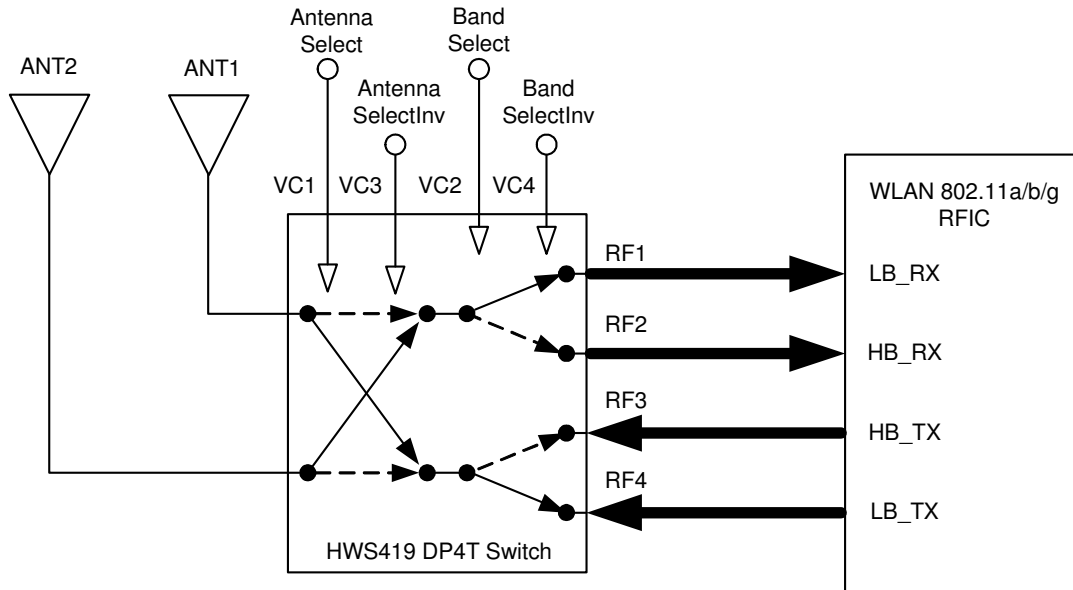 Antenna
Select
Band
Select
ANT2
ANT1
Antenna
SelectInv
Band
SelectInv
VC1
VC3
VC2
VC4
WLAN 802.11a/b/g
RFIC
RF1
LB_RX
RF2
HB_RX
RF3
HB_TX
RF4
LB_TX
HWS419 DP4T Switch